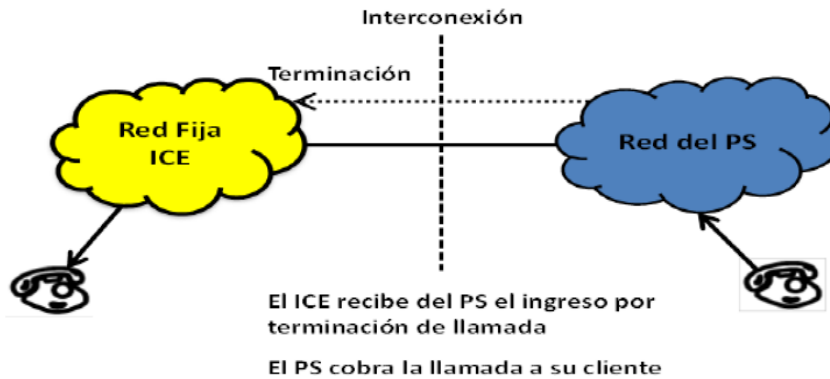 Interconexión
Terminación
Red Fija
ICE
Red del PS
El ICE recibe del PS el ingreso por
terminación de llamada
El PS cobra la llamada a su cliente